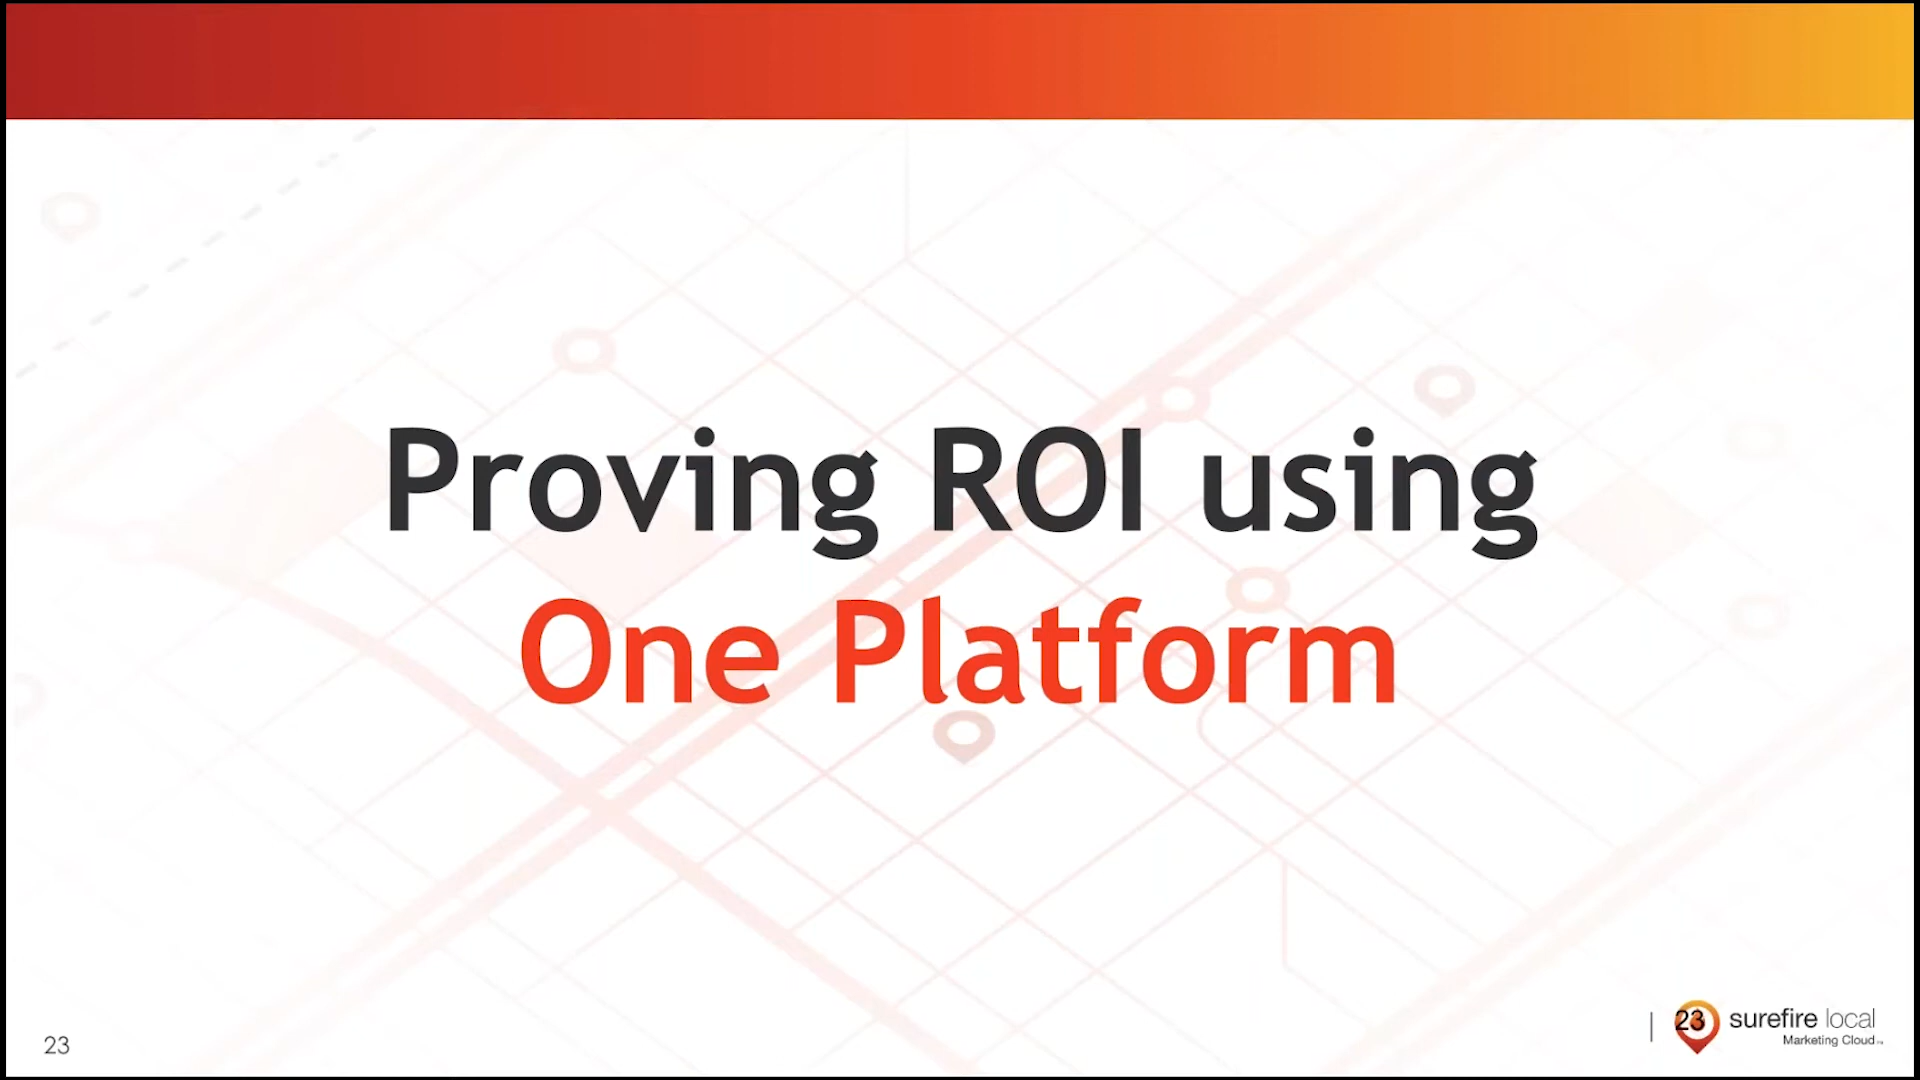 Proving ROI using
One Platform
23
| 23 surefire local
Marketing Cloud